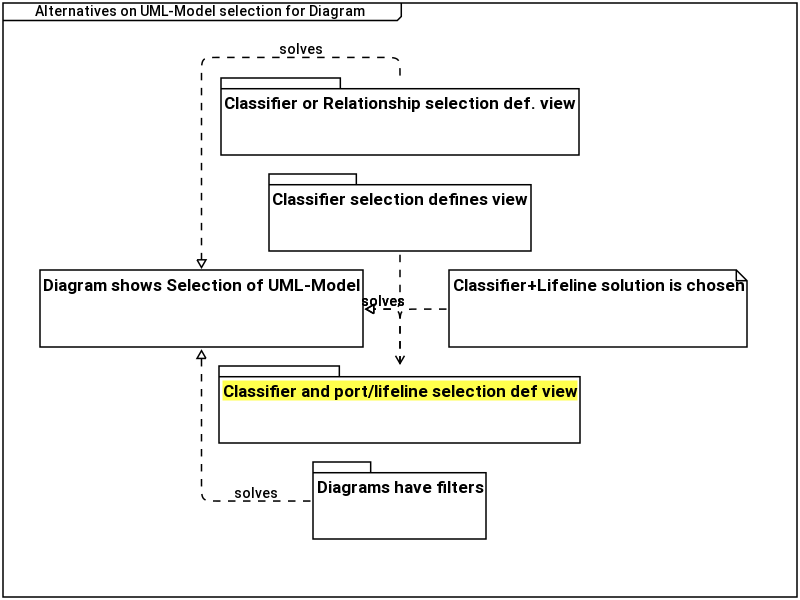 Alternatives on UML-Model selection for Diagram
solves
Classifier or Relationship selection def. view
Classifier selection defines view
Diagram shows Selection of UML-Model
Classifier+Lifeline solution is chosen
solves
Classifier and port/lifeline selection def view
Diagrams have filters
solves